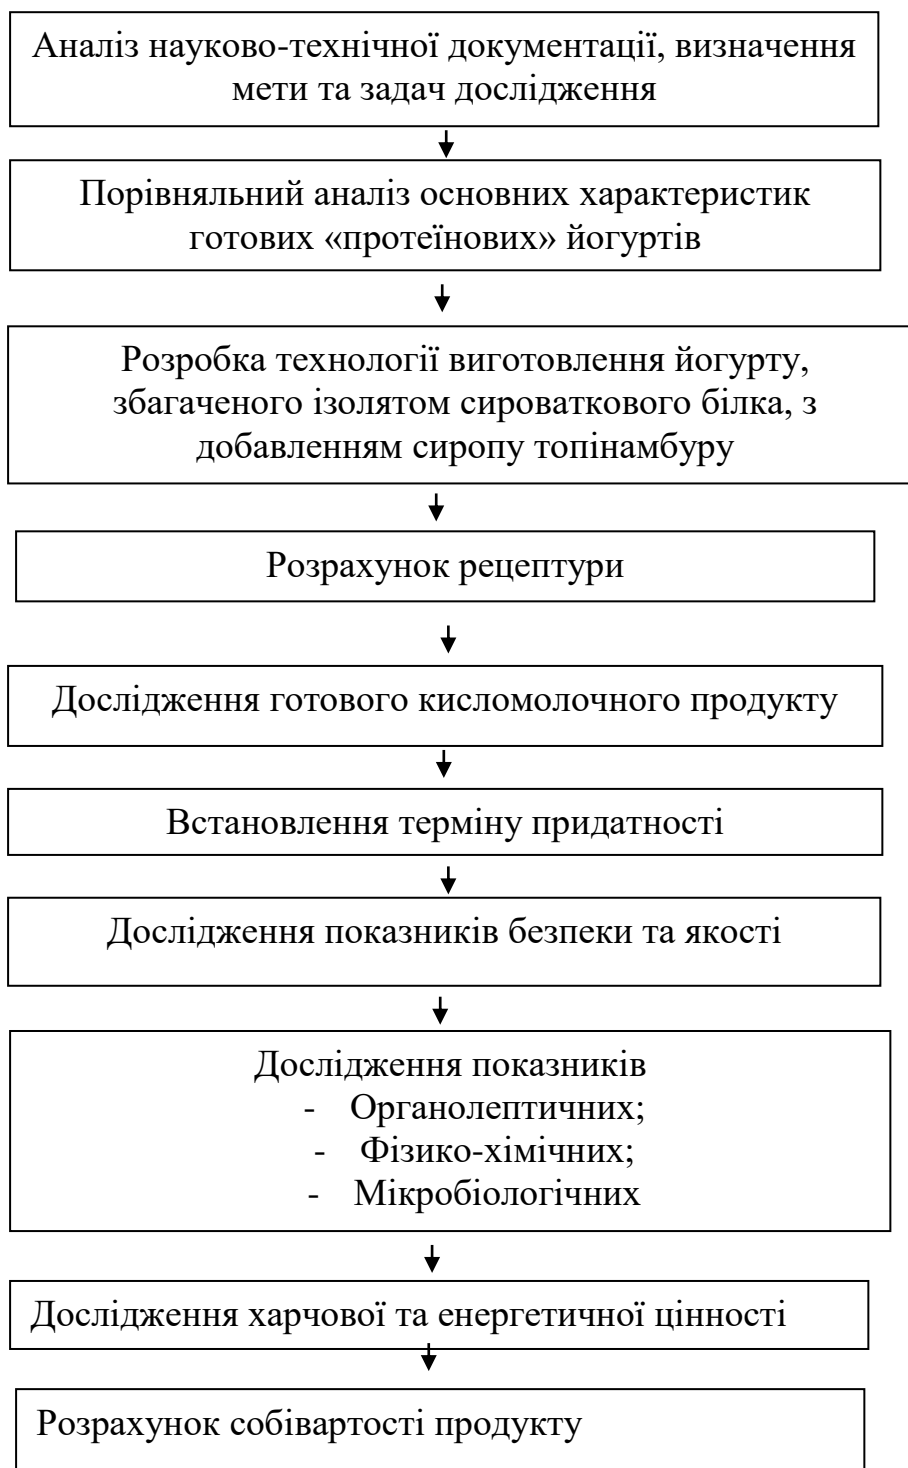 Аналіз науково-технічної документації, визначення
мети та задач дослідження
Порівняльний аналіз основних характеристик
готових «протеїнових» йогуртів
Розробка технології виготовлення йогурту,
збагаченого ізолятом сироваткового білка, з
добавленням сиропу топінамбуру
Розрахунок рецептури
Дослідження готового кисломолочного продукту
Встановлення терміну придатності
Дослідження показників безпеки та якості
Дослідження показників
- Органолептичних;
- Фізико-хімічних;
- Мікробіологічних
Дослідження харчової та енергетичної цінності
Розрахунок собівартості продукту